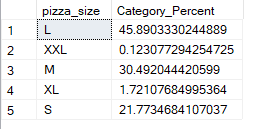 pizza_size Category_Percent
1 L 45.8903330244889
2 XXL 0.123077294254725
3 M 30.492044420599
4 XL 1.72107684995364
5 S 21.7734684107037